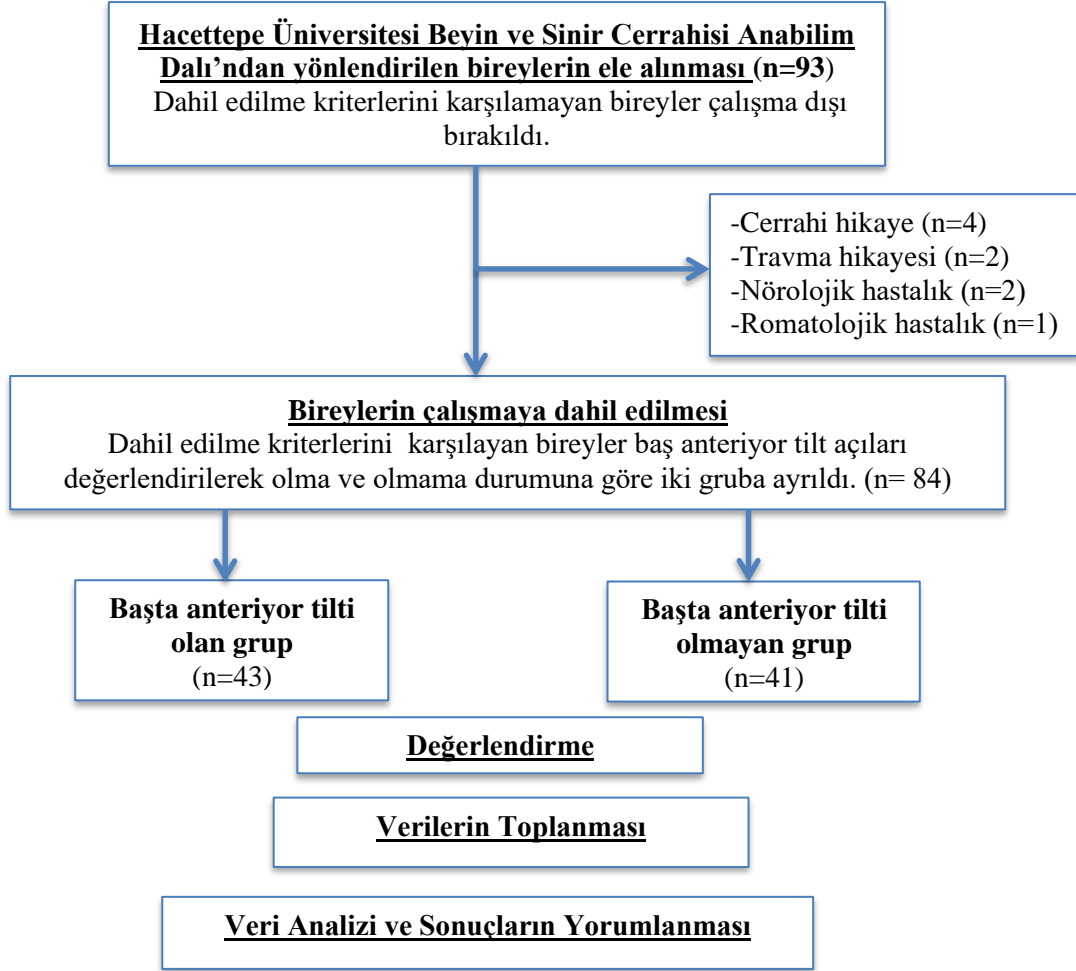 Hacettepe Üniversitesi Beyin ve Sinir Cerrahisi Anabilim
Dalı’ndan yönlendirilen bireylerin ele alınması (n=93)
Dahil edilme kriterlerini karşılamayan bireyler çalışma dışı
bırakıldı.
-Cerrahi hikaye (n=4)
-Travma hikayesi (n=2)
-Nörolojik hastalık (n=2)
-Romatolojik hastalık (n=1)
Bireylerin çalışmaya dahil edilmesi
Dahil edilme kriterlerini karşılayan bireyler baş anteriyor tilt açıları
değerlendirilerek olma ve olmama durumuna göre iki gruba ayrıldı. (n= 84)
Başta anteriyor tilti
olan grup
(n=43)
Başta anteriyor tilti
olmayan grup
(n=41)
Değerlendirme
Verilerin Toplanması
Veri Analizi ve Sonuçların Yorumlanması